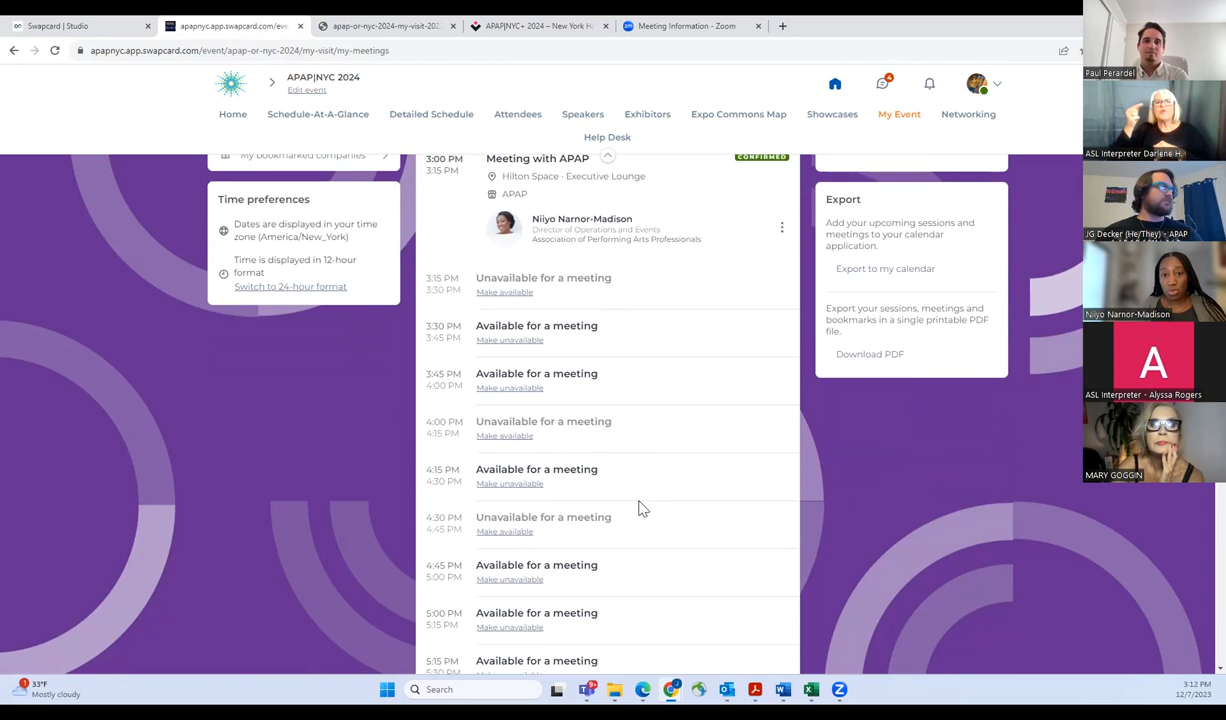 Swapcard | Studio
apapnyc.app.swapcard.com/eve
apap-or-nyc-2024-my-visit-202
APAP|NYC+ 2024 – New York H
Meeting Information - Zoom
apapnyc.app.swapcard.com/event/apap-or-nyc-2024/my-visit/my-meetings
APAP|NYC 2024
Edit event
4
Home
Schedule-At-A-Glance
Detailed Schedule
Attendees
Speakers
Exhibitors
Expo Commons Map
Showcases
My Event
Networking
Help Desk
My bookmarked companies
Time preferences
Dates are displayed in your time
zone (America/New_York)
Time is displayed in 12-hour
format
Switch to 24-hour format
3:00 PM
3:15 PM
Meeting with APAP
CONFIRMED
Hilton Space · Executive Lounge
APAP
Niiyo Narnor-Madison
Director of Operations and Events
Association of Performing Arts Professionals
3:15 PM
3:30 PM
Unavailable for a meeting
Make available
3:30 PM
3:45 PM
Available for a meeting
Make unavailable
3:45 PM
4:00 PM
Available for a meeting
Make unavailable
4:00 PM
4:15 PM
Unavailable for a meeting
Make available
4:15 PM
4:30 PM
Available for a meeting
Make unavailable
4:30 PM
4:45 PM
Unavailable for a meeting
Make available
4:45 PM
5:00 PM
Available for a meeting
Make unavailable
5:00 PM
5:15 PM
Available for a meeting
Make unavailable
5:15 PM
5:30 PM
Available for a meeting
Export
Add your upcoming sessions and
meetings to your calendar
application.
Export to my calendar
Export your sessions, meetings and
bookmarks in a single printable PDF
file.
Download PDF
Paul Perardel
ASL Interpreter Darlene H.
JG Decker (He/They) - APAP
Niiyo Narnor-Madison
A
ASL Interpreter - Alyssa Rogers
MARY GOGGIN
1
33°F
Mostly cloudy
Search
9+
3:12 PM
12/7/2023